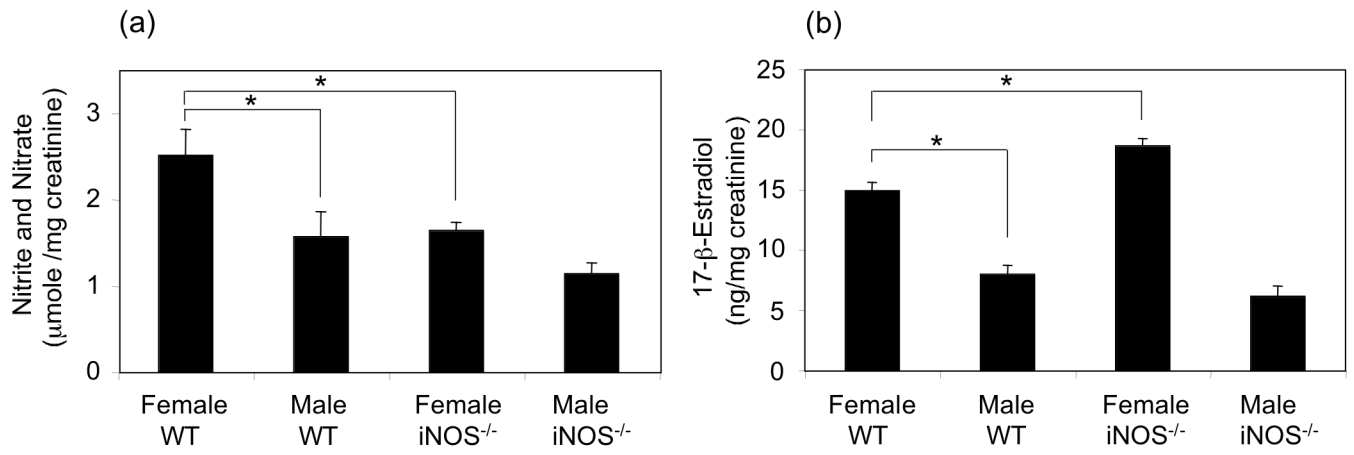 (a)
Nitrite and Nitrate
(μmole /mg creatinine)
3
2
1
0
*
*
Female
WT
Male
WT
Female
iNOS-/-
Male
iNOS-/-
(b)
17-β-Estradiol
(ng/mg creatinine)
25
20
15
10
5
0
*
*
Female
WT
Male
WT
Female
iNOS-/-
Male
iNOS-/-